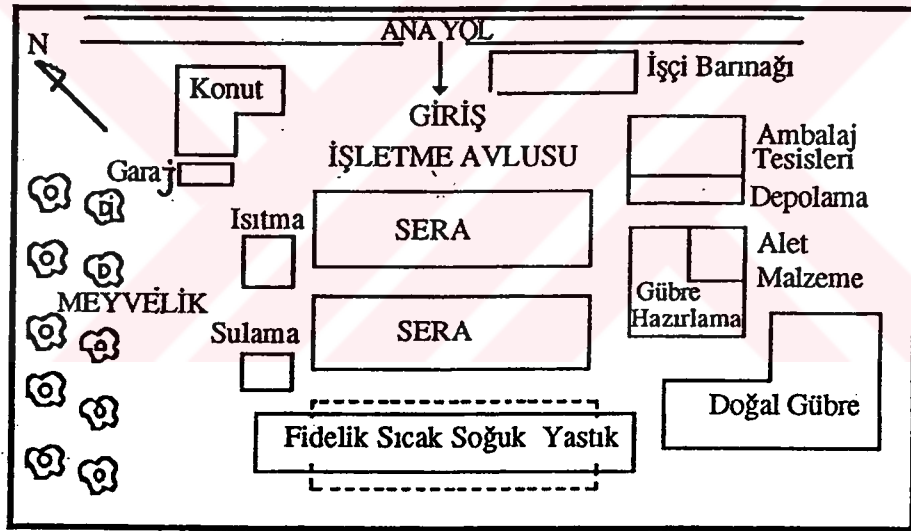 ANA YOL
N
Konut
İşçi Barınağı
GİRİŞ
İŞLETME AVLUSU
Ambalaj
Tesisleri
Garaj
Depolama
Isıtma
SERA
Alet
Malzeme
Gübre
Hazırlama
MEYVELİK
Sulama
SERA
Doğal Gübre
Fidelik Sıcak Soğuk Yastık